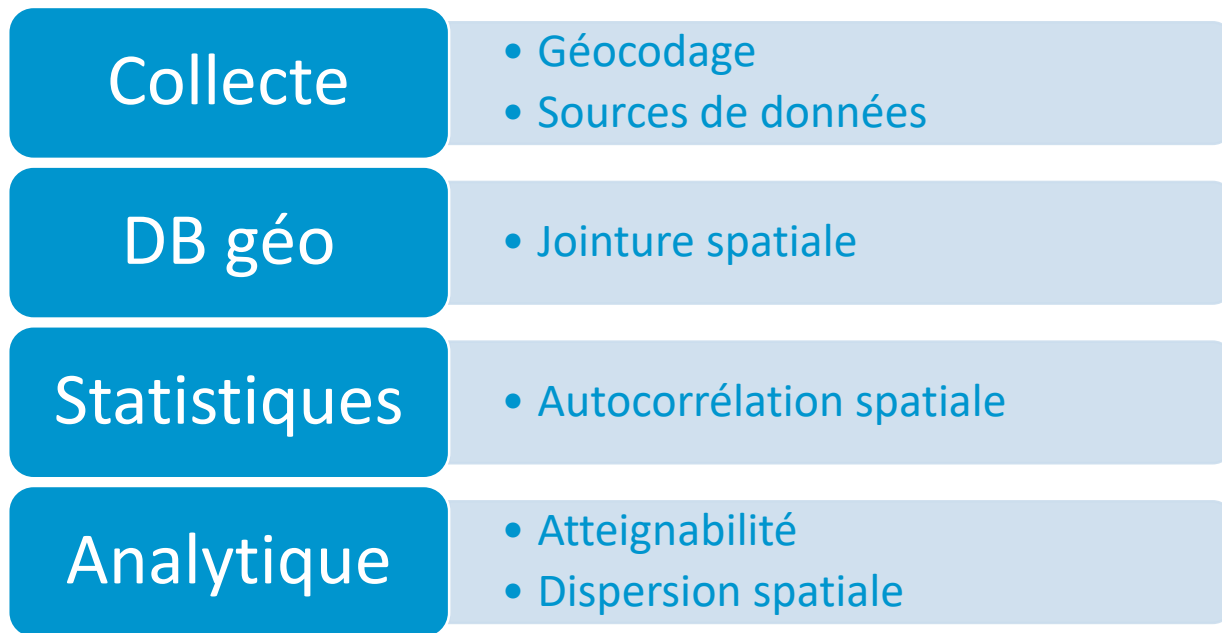 Collecte
• Géocodage
• Sources de données
DB géo
• Jointure spatiale
Statistiques
• Autocorrélation spatiale
Analytique
• Atteignabilité
• Dispersion spatiale